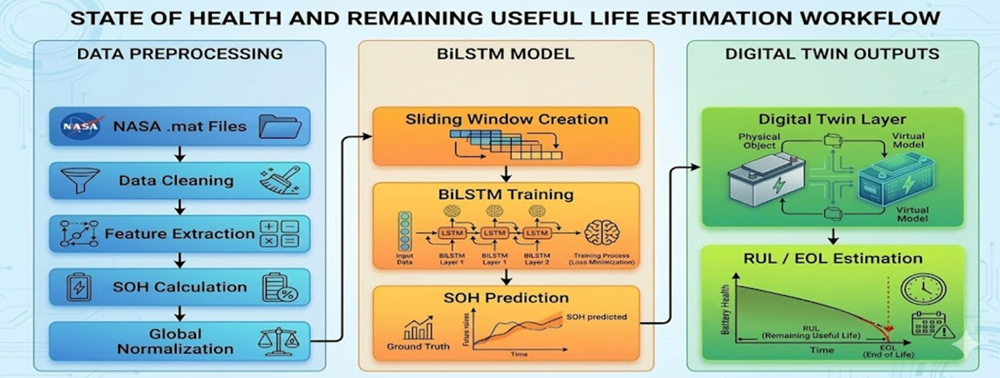 STATE OF HEALTH AND REMAINING USEFUL LIFE ESTIMATION WORKFLOW
DATA PREPROCESSING
NASA
NASA .mat Files
Data Cleaning
Feature Extraction
SOH Calculation
%
Global
Normalization
BiLSTM MODEL
Sliding Window Creation
BiLSTM Training
LSTM
LSTM
LSTM
Input
Data
BILSTM
Layer 1
BILSTM
Layer 1
BILSTM
Layer 2
Training Process
(Loss Minimization)
SOH Prediction
Ground Truth
SOH predicted
Time
DIGITAL TWIN OUTPUTS
Digital Twin Layer
Physical
Object
Virtual
Model
Virtual
Model
RUL / EOL Estimation
Battery Health
RUL
(Remaining Useful Life)
Time
EOL
(End of Life)